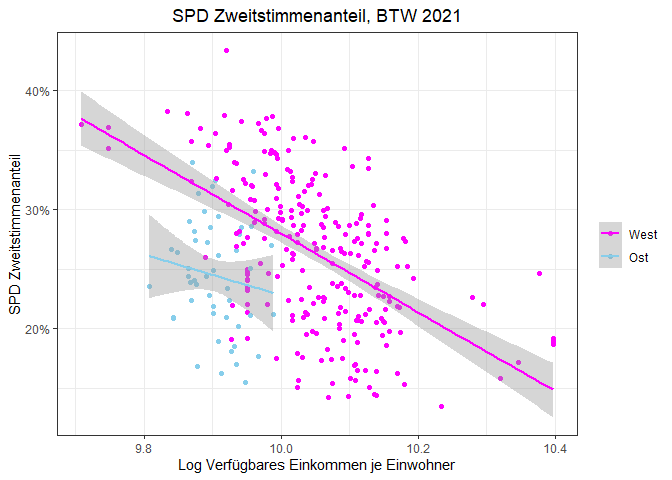 SPD Zweitstimmenanteil, BTW 2021
40%
30%
20%
SPD Zweitstimmenanteil
9.8
10.0
10.2
10.4
Log Verfügbares Einkommen je Einwohner
West
Ost